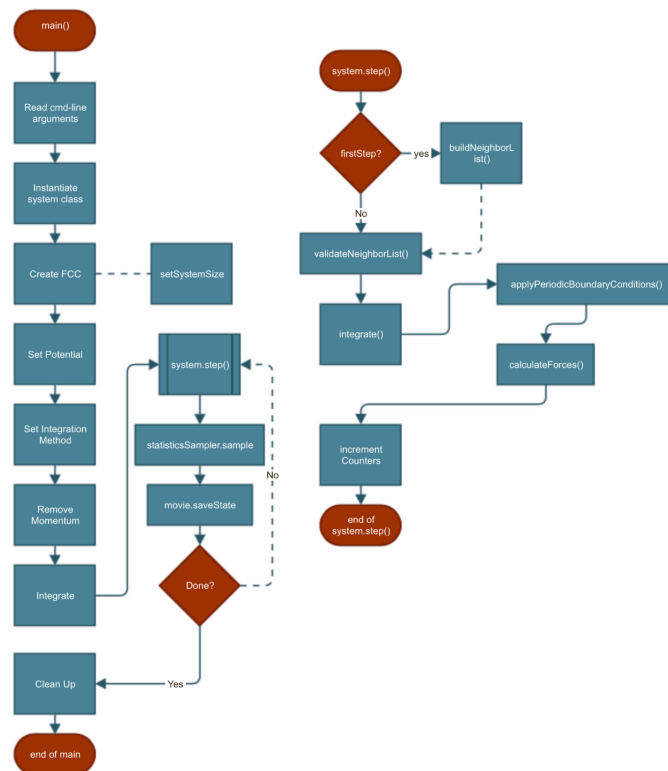 main()
Read cmd-line
arguments
Instantiate
system class
Create FCC
setSystemSize
Set Potential
system.step()
Set Integration
Method
statisticsSampler.sample
No
Remove
Momentum
movie.saveState
Integrate
Done?
Yes
Clean Up
end of main
system.step()
firstStep?
yes
buildNeighborL
ist()
No
validateNeighborList()
integrate()
applyPeriodicBoundaryConditions()
calculateForces()
increment
Counters
end of
system.step()